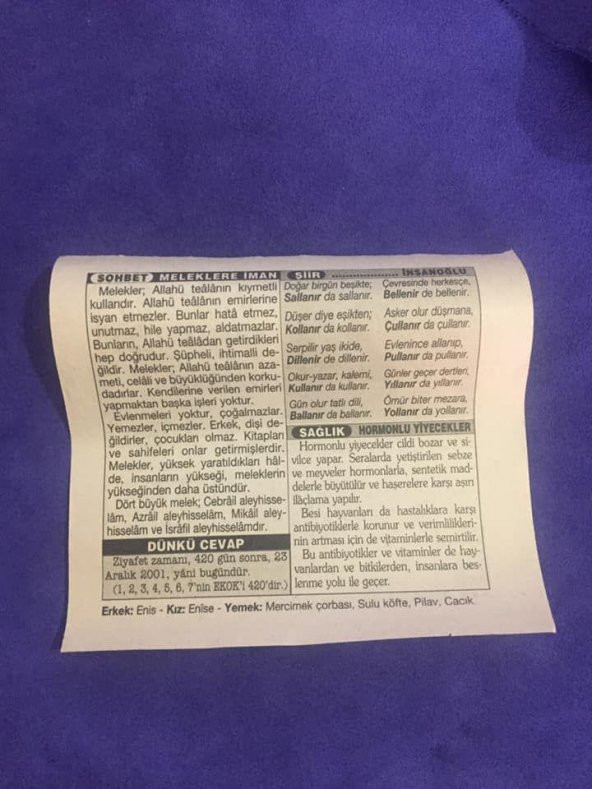 SOHBET MELEKLERE İMAN
Melekler; Allahü teâlânın kıymetli
kullarıdır. Allahü teâlânın emirlerine
isyan etmezler. Bunlar hatâ etmez,
unutmaz, hile yapmaz, aldatmazlar.
Bunların, Allahü teâladan getirdikleri
hep doğrudur. Şüpheli, ihtimalli de-
ğildir. Melekler; Allahü teâlanın aza-
meti, celâli ve büyüklüğünden korku-
dadırlar. Kendilerine verilen emirleri
yapmaktan başka işleri yoktur.
Evlenmeleri yoktur, çoğalmazlar.
Yemezler, içmezler. Erkek, dişi de-
ğildirler, çocukları olmaz. Kitapları
ve sahifeleri onlar getirmişlerdir.
Melekler, yüksek yaratıldıkları hâl-
de, insanların yükseği, meleklerin
yükseğinden daha üstündür.
Dört büyük melek; Cebrâil aleyhisse-
lâm, Azrâil aleyhisselâm, Mikâil aley-
hisselâm ve İsrâfil aleyhisselâmdır.
DÜNKÜ CEVAP
Ziyafet zamanı, 420 gün sonra, 23
Aralık 2001, yâni bugündür.
(1, 2, 3, 4, 5, 6, 7'nin EKOK'i 420'dir.)
ŞİİR .................. İNSANOĞLU
Doğar birgün beşikte;
Sallanır da sallanır.
Düşer diye eşikten;
Kollanır da kollanır.
Serpilir yaş ikide,
Dillenir de dillenir.
Okur-yazar, kalemi,
Kullanır da kullanır.
Gün olur tatlı dili,
Ballanır da ballanır.
Çevresinde herkesçe,
Bellenir de bellenir.
Asker olur düşmana,
Çullanır da çullanır.
Evlenince allanıp,
Pullanır da pullanır.
Günler geçer dertleri,
Yıllanır da yıllanır.
Ömür biter mezara,
Yollanır da yollanır.
SAĞLIK HORMONLU YİYECEKLER
Hormonlu yiyecekler cildi bozar ve si-
vilce yapar. Seralarda yetiştirilen sebze
ve meyveler hormonlarla, sentetik mad-
delerle büyütülür ve haşerelere karşı aşırı
ilâçlama yapılır.
Besi hayvanları da hastalıklara karşı
antibiyotiklerle korunur ve verimlilikleri-
nin artması için de vitaminlerle semirtilir.
Bu antibiyotikler ve vitaminler de hay-
vanlardan ve bitkilerden, insanlara bes-
lenme yolu ile geçer.
Erkek: Enis - Kız: Enîse - Yemek: Mercimek çorbası, Sulu köfte, Pilav, Cacık